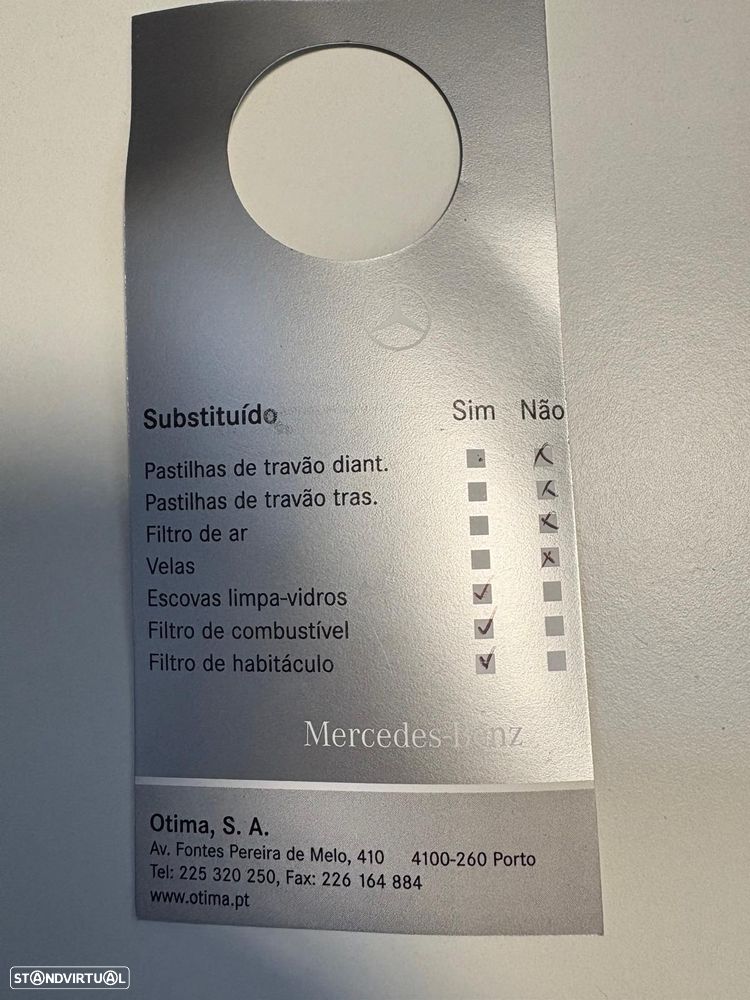 Substituído Sim Não
Pastilhas de travão diant.
Pastilhas de travão tras.
Filtro de ar
Velas
Escovas limpa-vidros
Filtro de combustível
Filtro de habitáculo
Mercedes-Benz
Otima, S. A.
Av. Fontes Pereira de Melo, 410 4100-260 Porto
Tel: 225 320 250, Fax: 226 164 884
www.otima.pt
STANDVIRTUAL